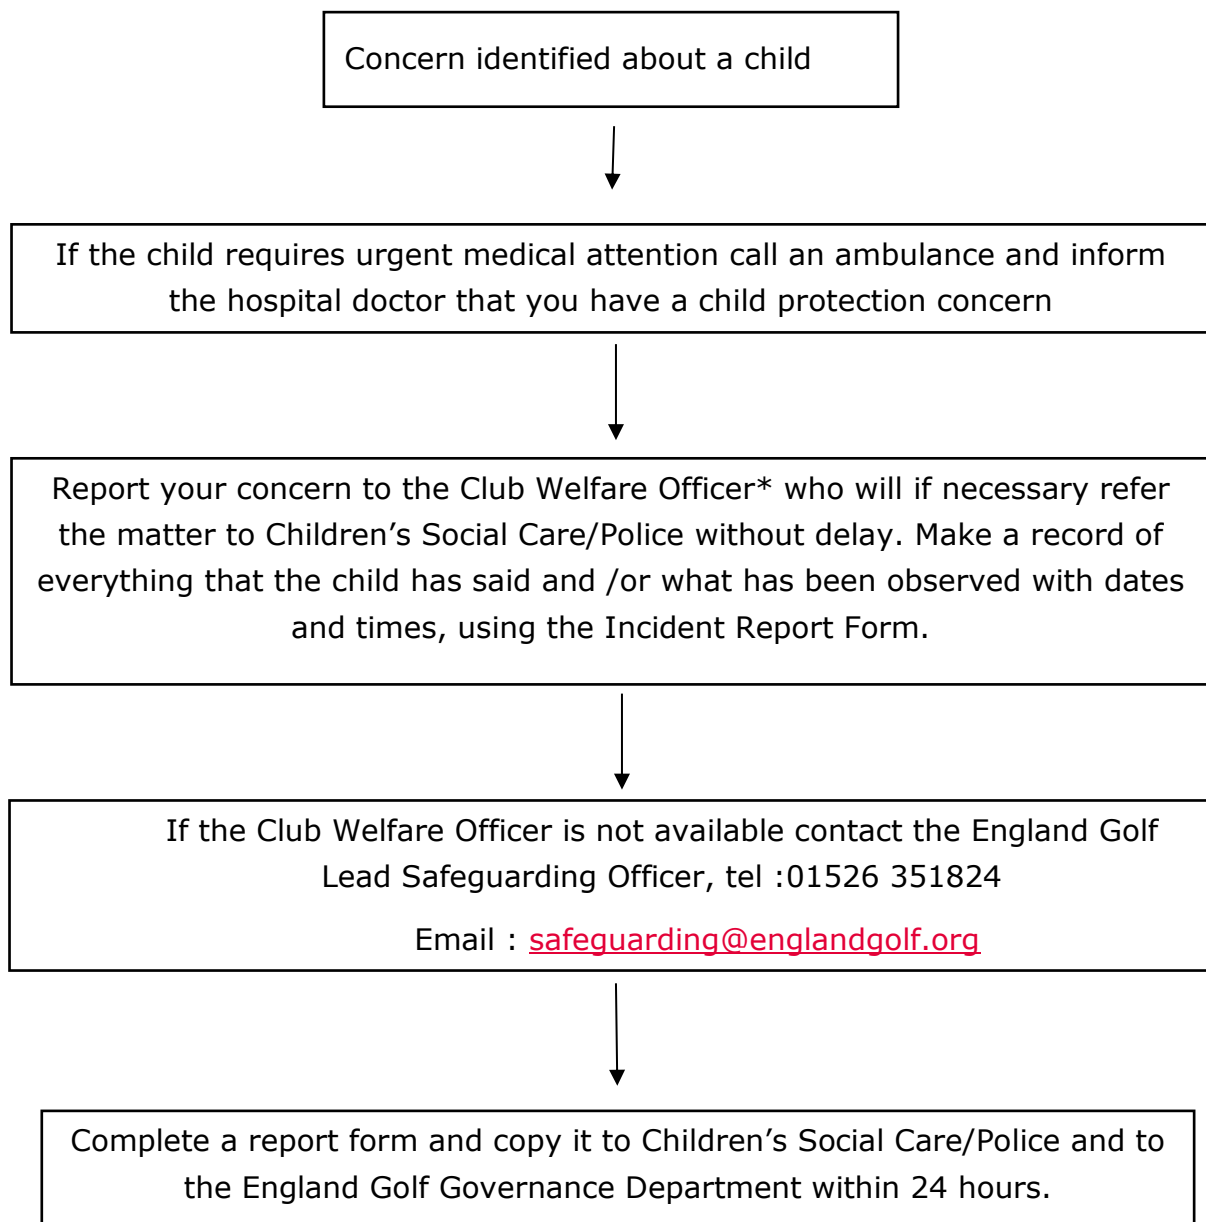 Concern identified about a child
If the child requires urgent medical attention call an ambulance and inform
the hospital doctor that you have a child protection concern
Report your concern to the Club Welfare Officer* who will if necessary refer
the matter to Children’s Social Care/Police without delay. Make a record of
everything that the child has said and /or what has been observed with dates
and times, using the Incident Report Form.
If the Club Welfare Officer is not available contact the England Golf
Lead Safeguarding Officer, tel :01526 351824
Email : safeguarding@englandgolf.org
Complete a report form and copy it to Children’s Social Care/Police and to
the England Golf Governance Department within 24 hours.